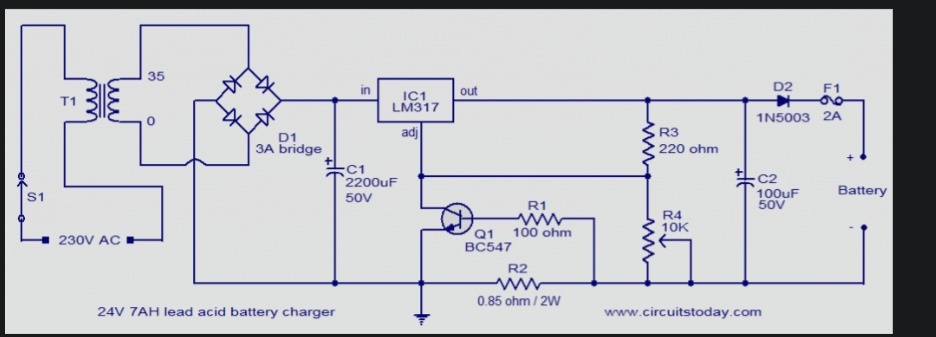 35
T1
0
S1
230V AC
D1
3A bridge
in
IC1
LM317
out
adj
+
C1
2200uF
50V
Q1
BC547
R1
100 ohm
R2
0.85 ohm / 2W
R3
220 ohm
R4
10K
+
C2
100uF
50V
D2
1N5003
F1
2A
+
Battery
-
24V 7AH lead acid battery charger
www.circuitstoday.com